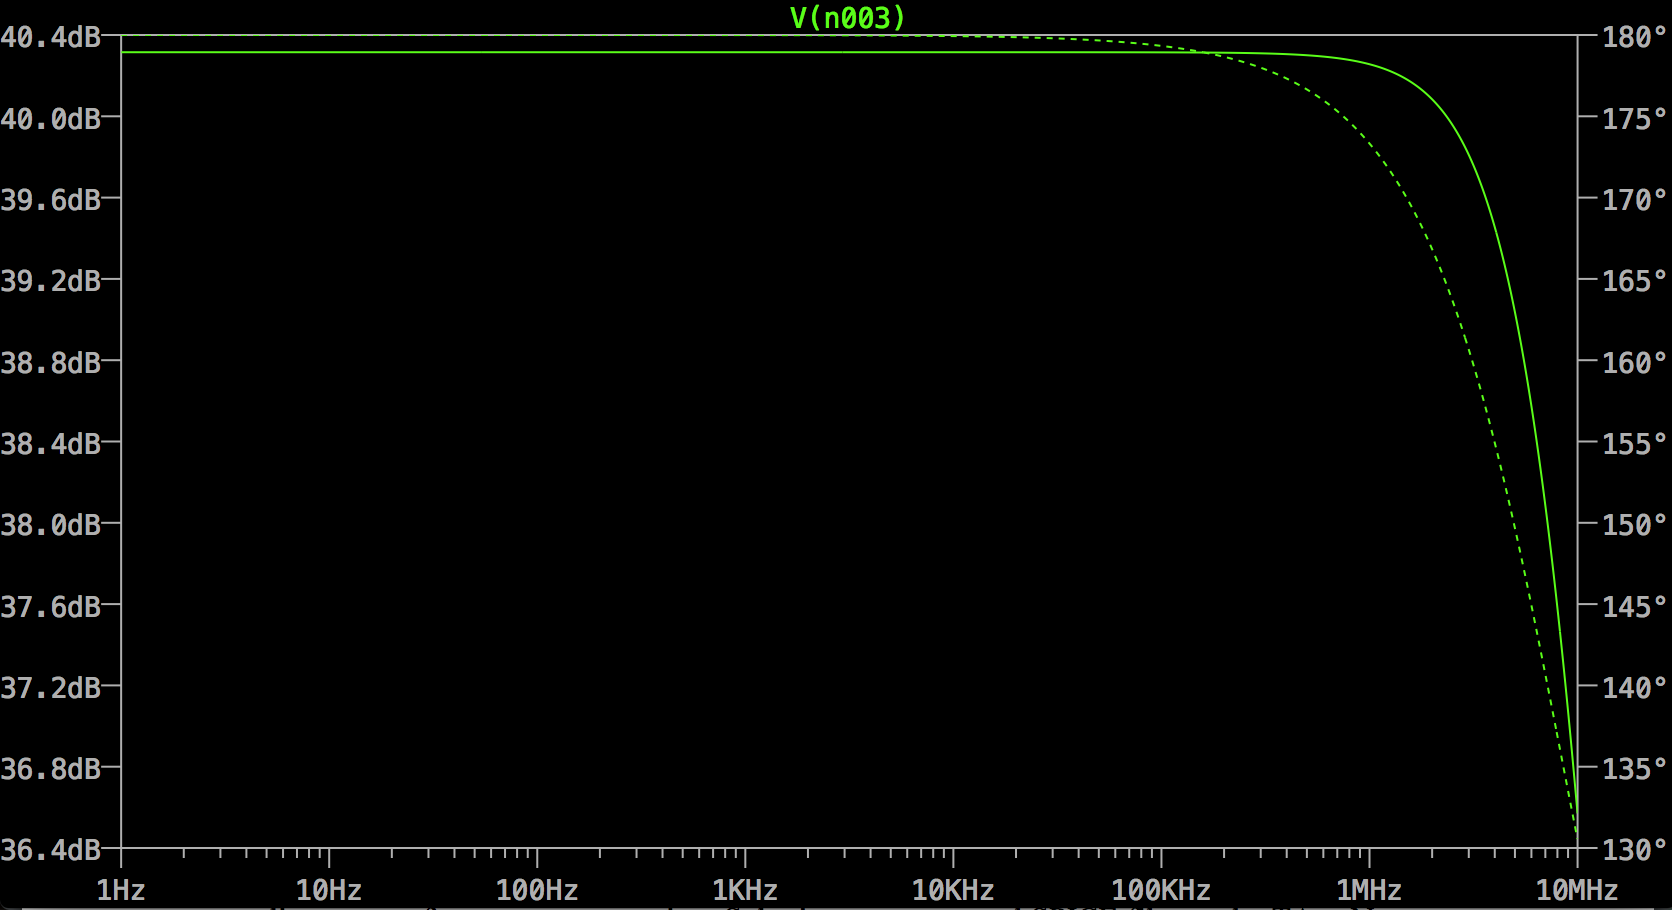 V(n003)
40.4dB
40.0dB
39.6dB
39.2dB
38.8dB
38.4dB
38.0dB
37.6dB
37.2dB
36.8dB
36.4dB
180°
175°
170°
165°
160°
155°
150°
145°
140°
135°
130°
1Hz 10Hz 100Hz 1KHz 10KHz 100KHz 1MHz 10MHz